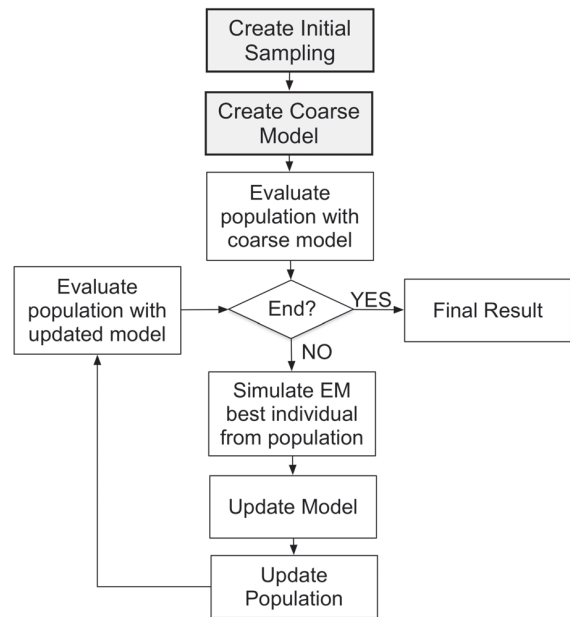 Create Initial
Sampling
Create Coarse
Model
Evaluate
population with
coarse model
Evaluate
population with
updated model
End?
YES
Final Result
NO
Simulate EM
best individual
from population
Update Model
Update
Population